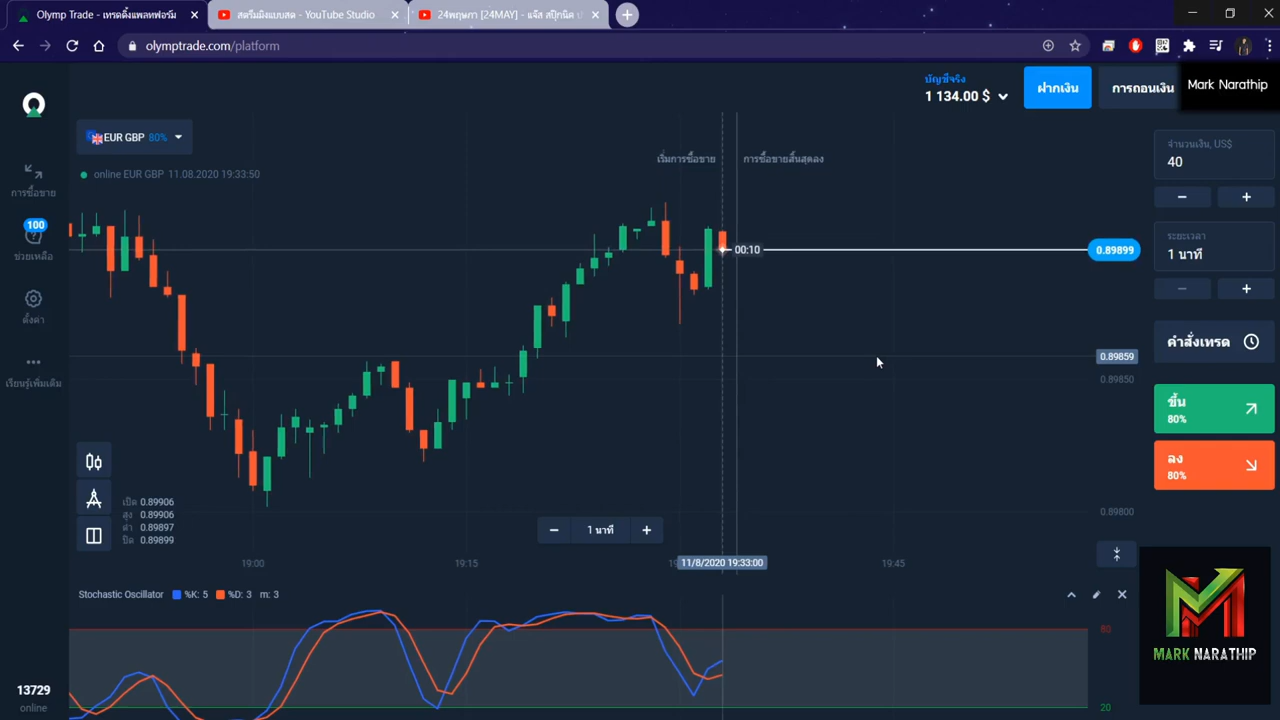 Olymp Trade - เทรดดิ้งแพลทฟอร์ม
สตรีมมิงแบบสด - YouTube Studio
24พฤษภา [24MAY] - แจ๊ส สปุ๊กนิค
olymptrade.com/platform
บัญชีจริง
1 134.00 $
ฝากเงิน
การถอนเงิน
Mark Narathip
EUR GBP 80%
online EUR GBP 11.08.2020 19:33:50
เริ่มการซื้อขาย
การซื้อขายสิ้นสุดลง
จำนวนเงิน, US$
40
− +
ระยะเวลา
1 นาที
− +
การซื้อขาย
100
ช่วยเหลือ
ตั้งค่า
เรียนรู้เพิ่มเติม
00:10
0.89899
0.89859
0.89850
0.89800
คำสั่งเทรด
ขึ้น
80%
ลง
80%
เปิด 0.89906
สูง 0.89906
ต่ำ 0.89897
ปิด 0.89899
− 1 นาที +
19:00
19:15
11/8/2020 19:33:00
19:45
Stochastic Oscillator %K: 5 %D: 3 m: 3
80
20
MARK NARATHIP
13729
online